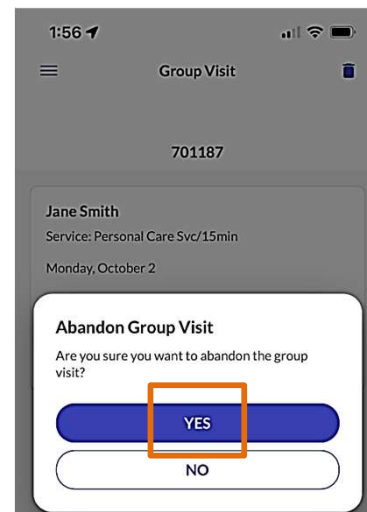 1:56
Group Visit
701187
Jane Smith
Service: Personal Care Svc/15min
Monday, October 2
Abandon Group Visit
Are you sure you want to abandon the group
visit?
YES
NO